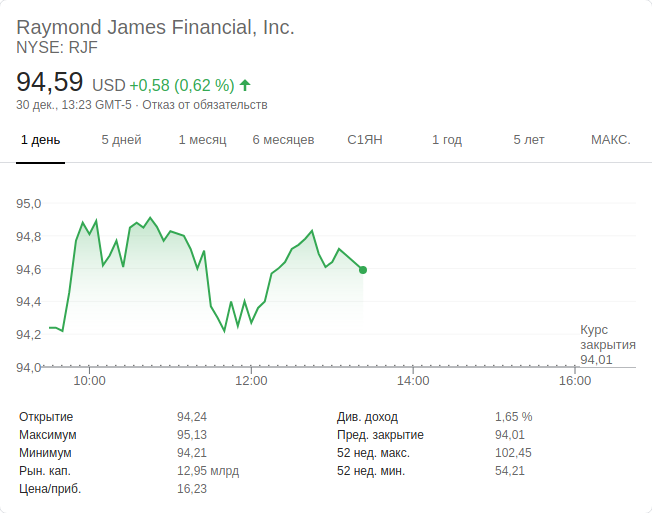 Raymond James Financial, Inc.
NYSE: RJF
94,59 USD +0,58 (0,62 %)
30 дек., 13:23 GMT-5 · Отказ от обязательств
1 день 5 дней 1 месяц 6 месяцев С1ЯН 1 год 5 лет МАКС.
95,0
94,8
94,6
94,4
94,2
94,0
Курс
закрытия
94,01
10:00 12:00 14:00 16:00
Открытие 94,24 Див. доход 1,65 %
Максимум 95,13 Пред. закрытие 94,01
Минимум 94,21 52 нед. макс. 102,45
Рын. кап. 12,95 млрд 52 нед. мин. 54,21
Цена/приб. 16,23